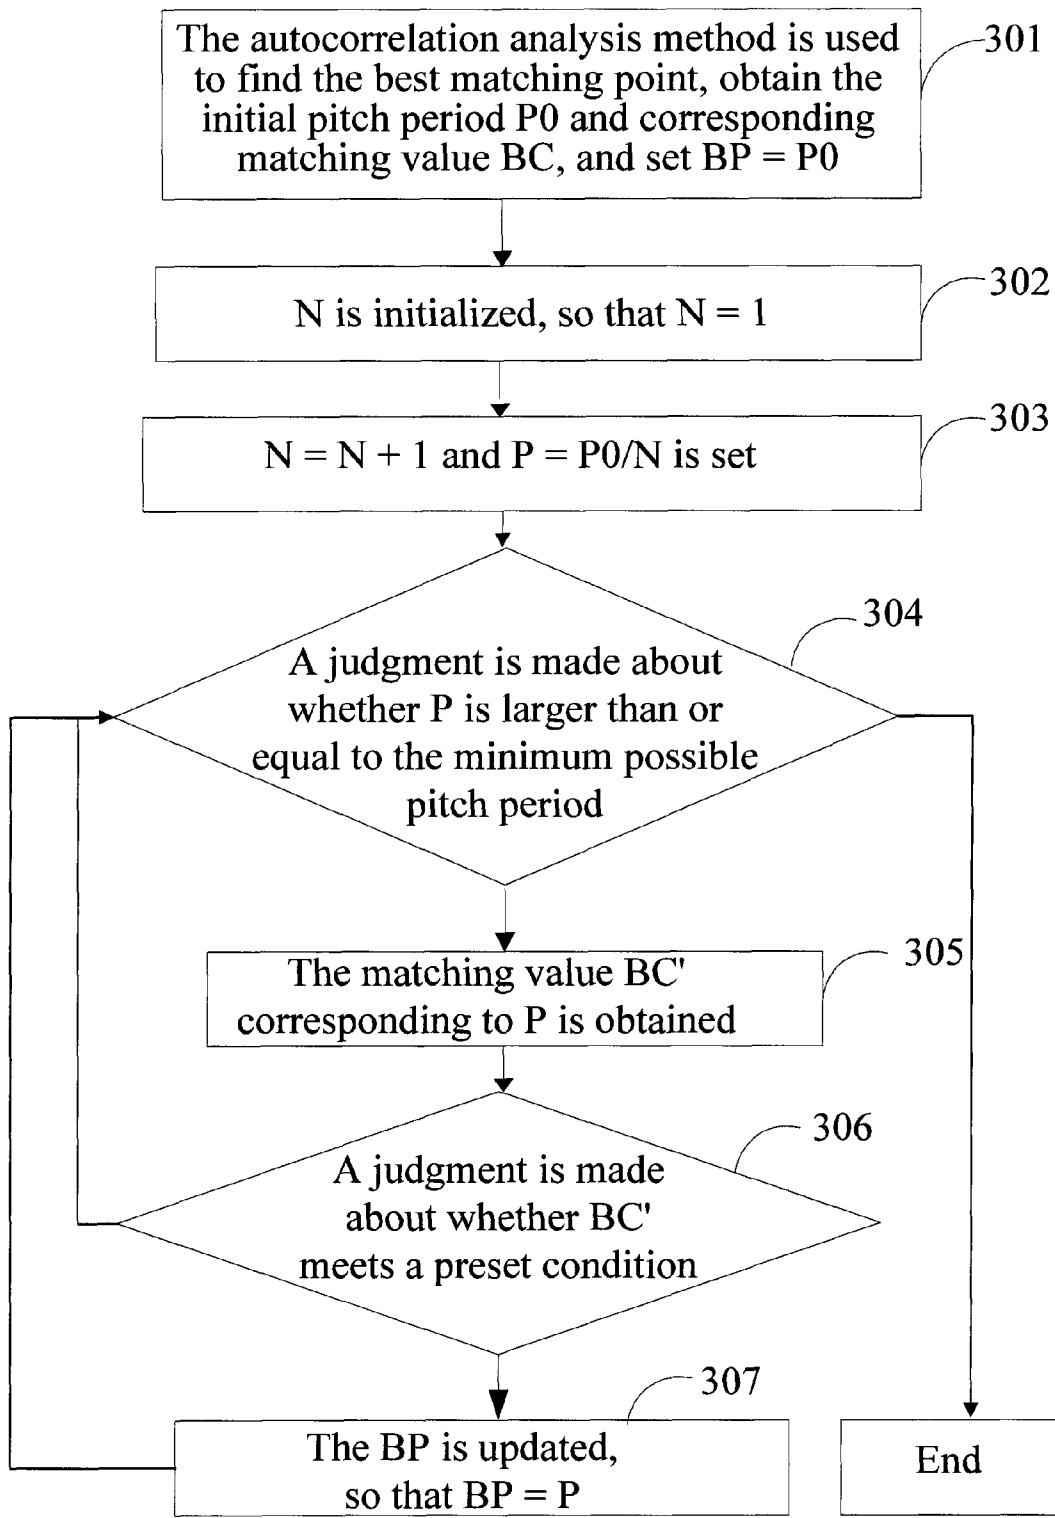 The autocorrelation analysis method is used
to find the best matching point, obtain the
initial pitch period P0 and corresponding
matching value BC, and set BP = P0
301
N is initialized, so that N = 1
302
N = N + 1 and P = P0/N is set
303
A judgment is made about
whether P is larger than or
equal to the minimum possible
pitch period
304
The matching value BC'
corresponding to P is obtained
305
A judgment is made
about whether BC'
meets a preset condition
306
The BP is updated,
so that BP = P
307
End